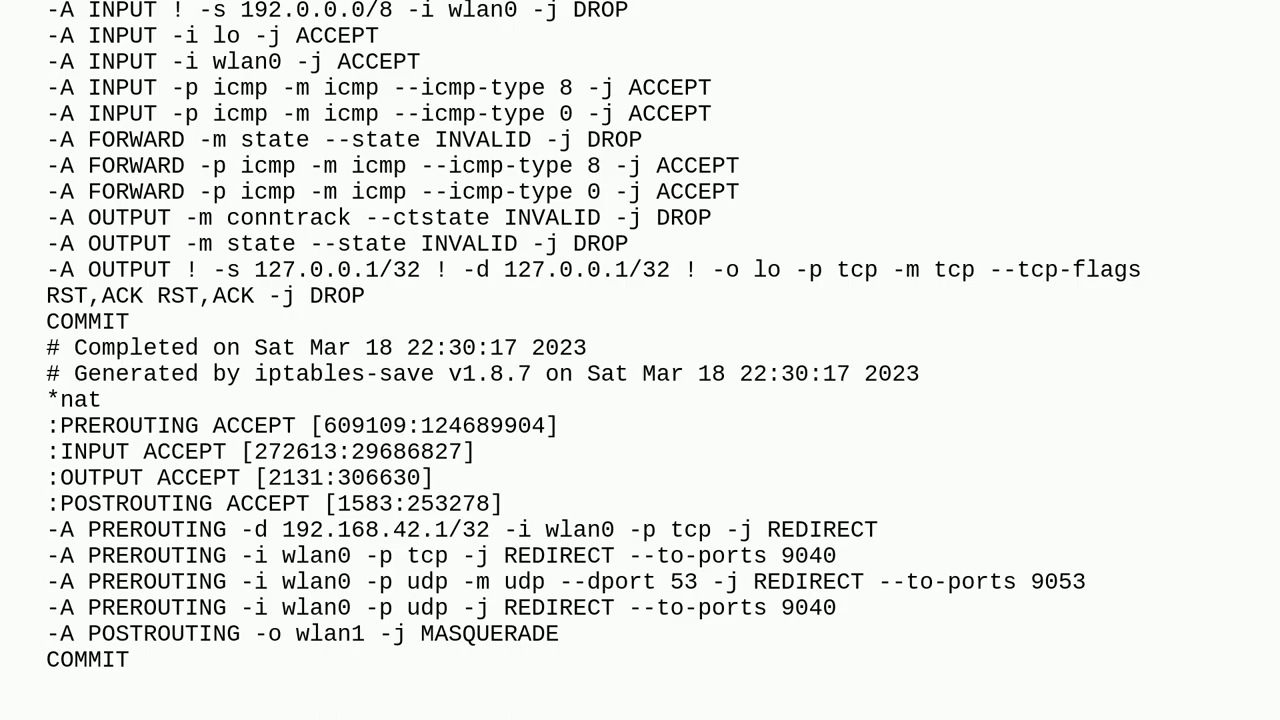 -A INPUT ! -s 192.0.0.0/8 -i wlan0 -j DROP
-A INPUT -i lo -j ACCEPT
-A INPUT -i wlan0 -j ACCEPT
-A INPUT -p icmp -m icmp --icmp-type 8 -j ACCEPT
-A INPUT -p icmp -m icmp --icmp-type 0 -j ACCEPT
-A FORWARD -m state --state INVALID -j DROP
-A FORWARD -p icmp -m icmp --icmp-type 8 -j ACCEPT
-A FORWARD -p icmp -m icmp --icmp-type 0 -j ACCEPT
-A OUTPUT -m conntrack --ctstate INVALID -j DROP
-A OUTPUT -m state --state INVALID -j DROP
-A OUTPUT ! -s 127.0.0.1/32 ! -d 127.0.0.1/32 ! -o lo -p tcp -m tcp --tcp-flags
RST,ACK RST,ACK -j DROP
COMMIT
# Completed on Sat Mar 18 22:30:17 2023
# Generated by iptables-save v1.8.7 on Sat Mar 18 22:30:17 2023
*nat
:PREROUTING ACCEPT [609109:124689904]
:INPUT ACCEPT [272613:29686827]
:OUTPUT ACCEPT [2131:306630]
:POSTROUTING ACCEPT [1583:253278]
-A PREROUTING -d 192.168.42.1/32 -i wlan0 -p tcp -j REDIRECT
-A PREROUTING -i wlan0 -p tcp -j REDIRECT --to-ports 9040
-A PREROUTING -i wlan0 -p udp -m udp --dport 53 -j REDIRECT --to-ports 9053
-A PREROUTING -i wlan0 -p udp -j REDIRECT --to-ports 9040
-A POSTROUTING -o wlan1 -j MASQUERADE
COMMIT